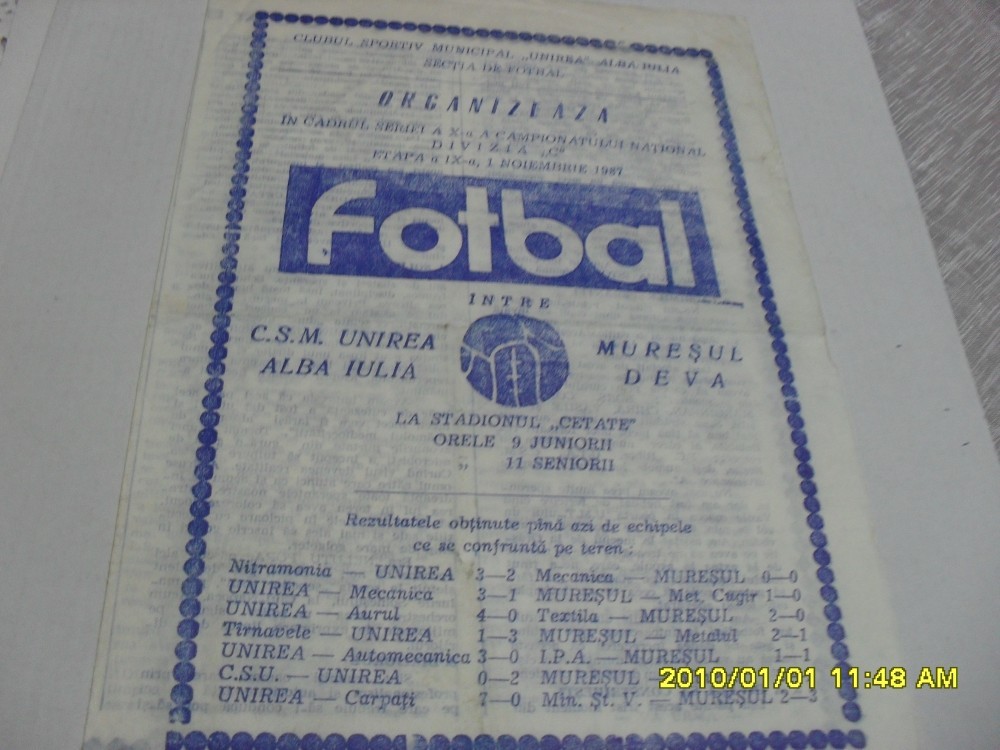 CLUBUL SPORTIV MUNICIPAL „UNIREA" ALBA IULIA
SECȚIA DE FOTBAL
ORGANIZEAZA
IN CADRUL SERIEI A X-a A CAMPIONATULUI NATIONAL
DIVIZIA „C"
ETAPA a IX-a, 1 NOIEMBRIE 1987
Fotbal
INTRE
C.S.M. UNIREA ALBA IULIA
MUREȘUL DEVA
LA STADIONUL „CETATE"
ORELE 9 JUNIORII
„ 11 SENIORII
Rezultatele obținute pînă azi de echipele
ce se confruntă pe teren :
Nitramonia — UNIREA 3—2 Mecanica — MUREȘUL 0—0
UNIREA — Mecanica 3—1 MUREȘUL — Met. Cugir 1—0
UNIREA — Aurul 4—0 Textila — MUREȘUL 2—0
Tîrnavele — UNIREA 1—3 MUREȘUL — Metalul 2—1
UNIREA — Automecanica 3—0 I.P.A. — MUREȘUL 1—1
C.S.U. — UNIREA 0—2 MUREȘUL —
UNIREA — Carpați 7—0 Min. Șt. V. — MUREȘUL 2—3
2010/01/01 11:48 AM